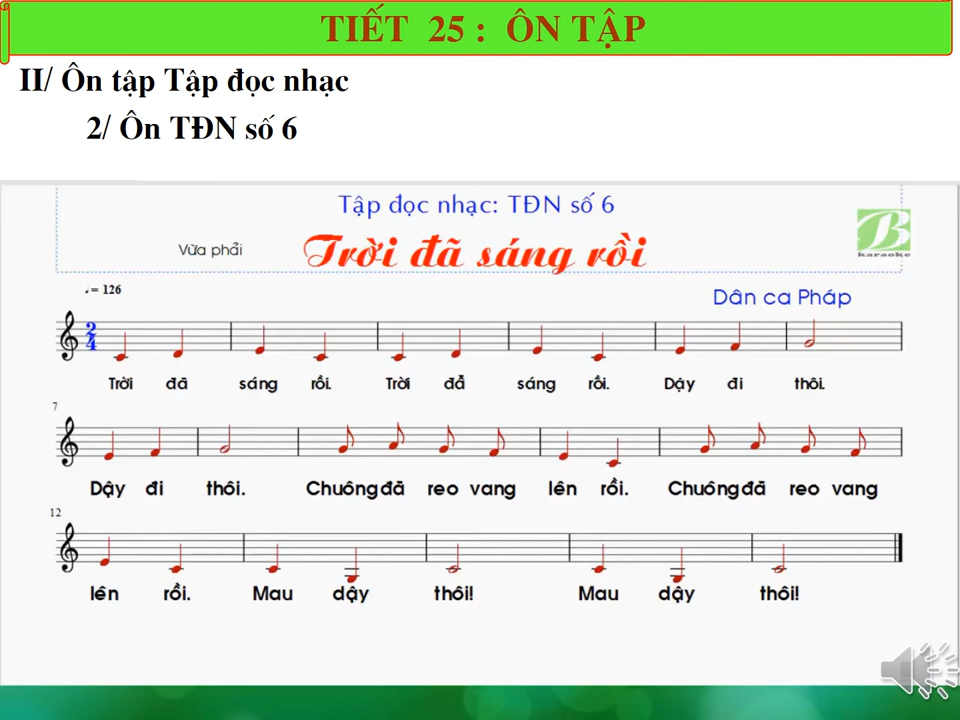 TIẾT 25 : ÔN TẬP
II/ Ôn tập Tập đọc nhạc
2/ Ôn TĐN số 6
Tập đọc nhạc: TĐN số 6
Vừa phải
Trời đã sáng rồi
B
karaoke
♩ = 126
Dân ca Pháp
2
4
Trời đã sáng rồi. Trời đẫ sáng rồi. Dậy đi thôi.
7
Dậy đi thôi. Chuông đã reo vang lên rồi. Chuông đã reo vang
12
lên rồi. Mau dậy thôi! Mau dậy thôi!